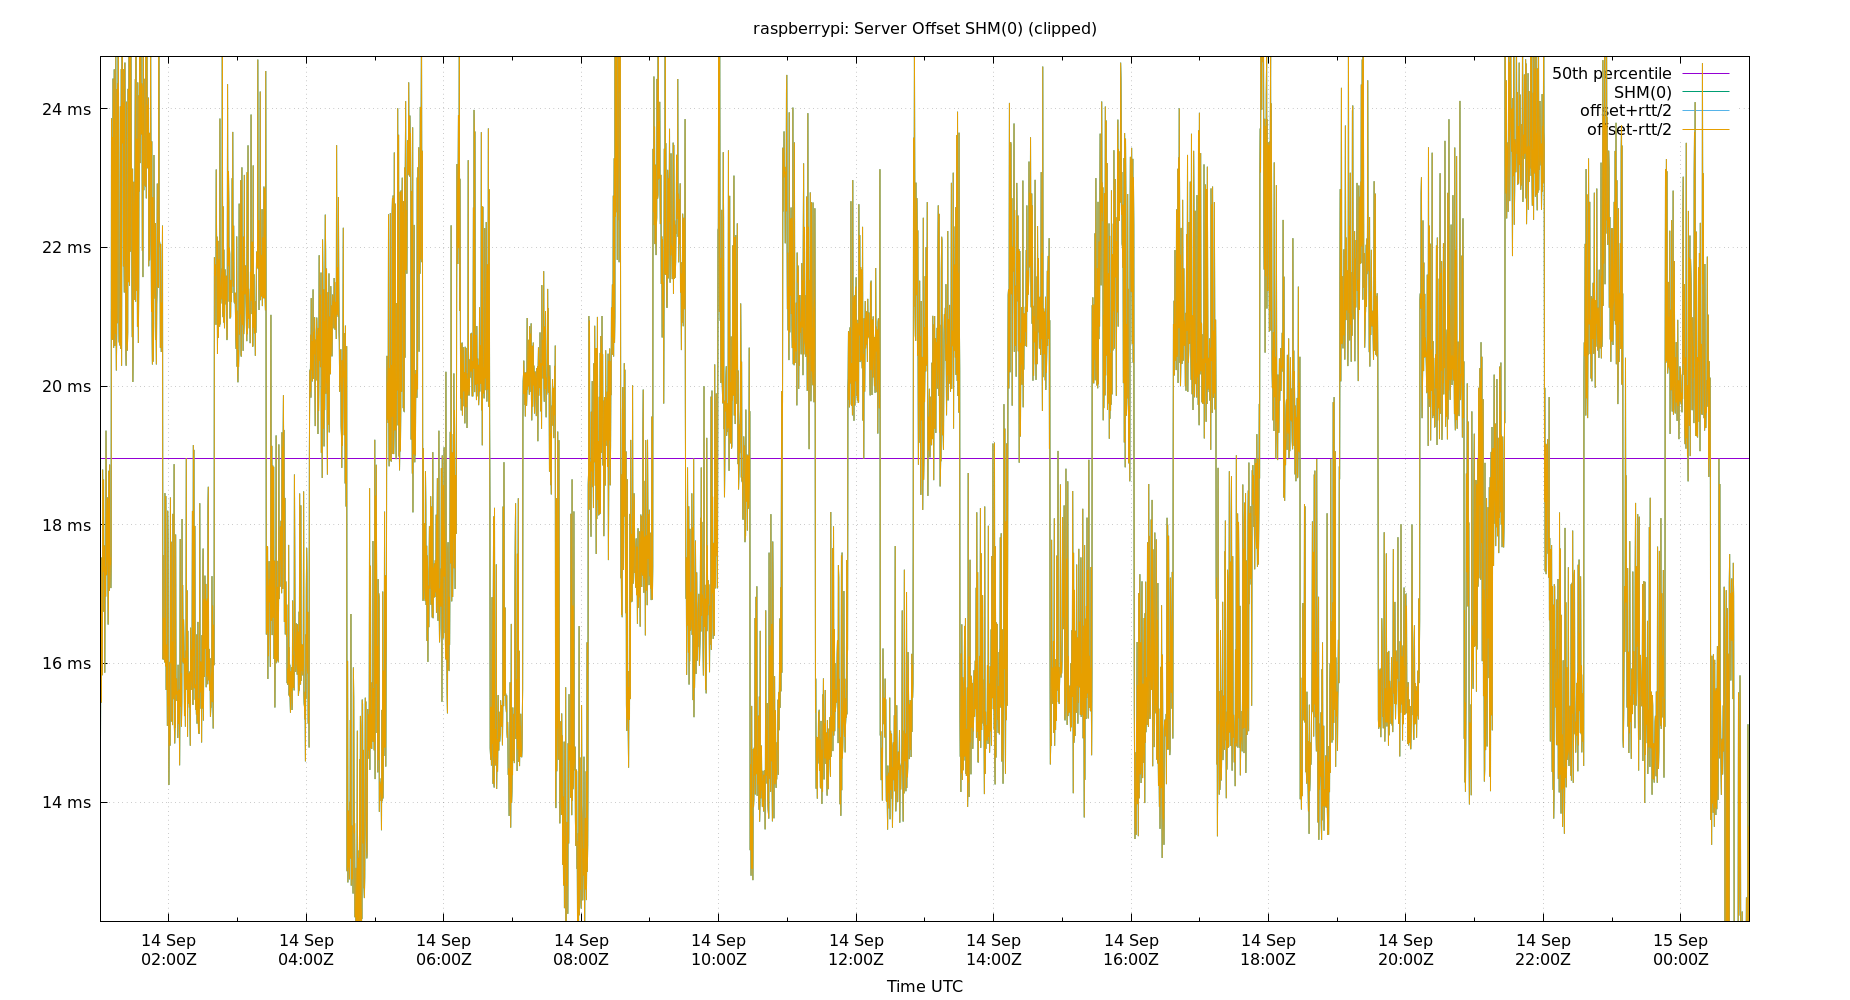 raspberrypi: Server Offset SHM(0) (clipped)
50th percentile
SHM(0)
offset+rtt/2
offset-rtt/2
24 ms
22 ms
20 ms
18 ms
16 ms
14 ms
14 Sep 14 Sep 14 Sep 14 Sep 14 Sep 14 Sep 14 Sep 14 Sep 14 Sep 14 Sep 14 Sep 15 Sep
02:00Z 04:00Z 06:00Z 08:00Z 10:00Z 12:00Z 14:00Z 16:00Z 18:00Z 20:00Z 22:00Z 00:00Z
Time UTC